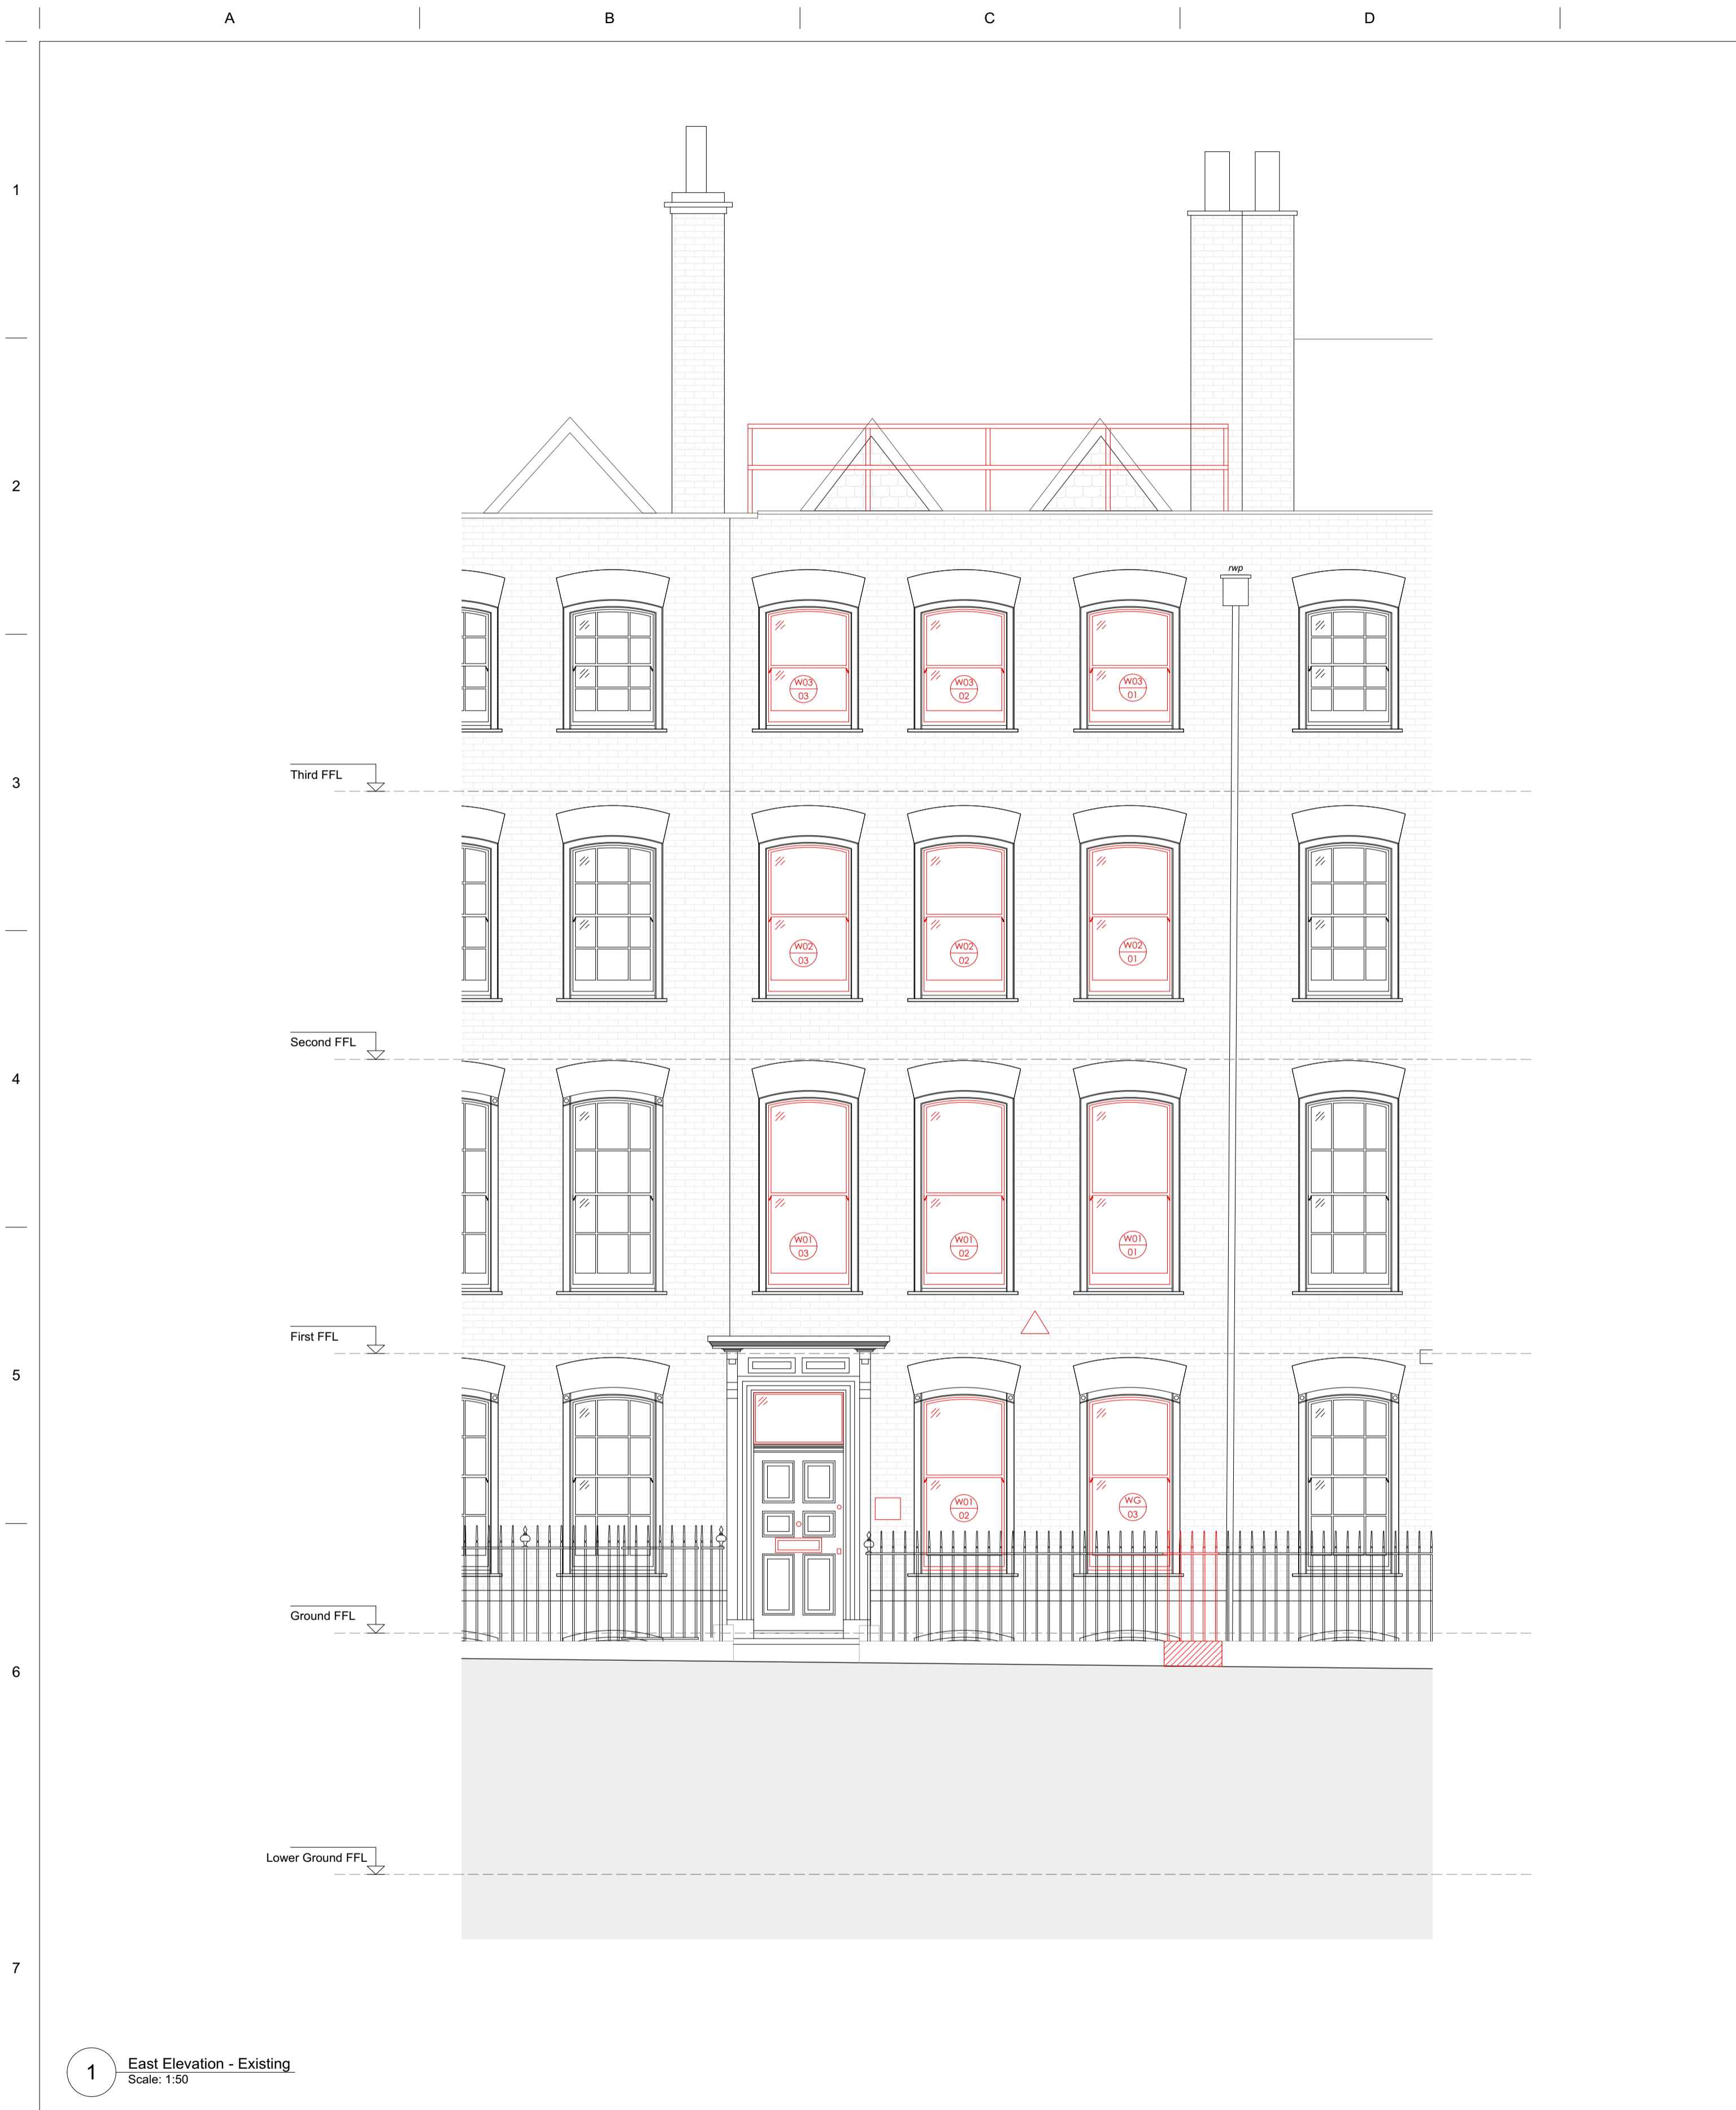 A B C D
1
2
rwp
W03 03
W03 02
W03 01
Third FFL
3
W02 03
W02 02
W02 01
Second FFL
4
W01 03
W01 02
W01 01
First FFL
5
W01 02
WG 03
Ground FFL
6
Lower Ground FFL
7
1
East Elevation - Existing
Scale: 1:50